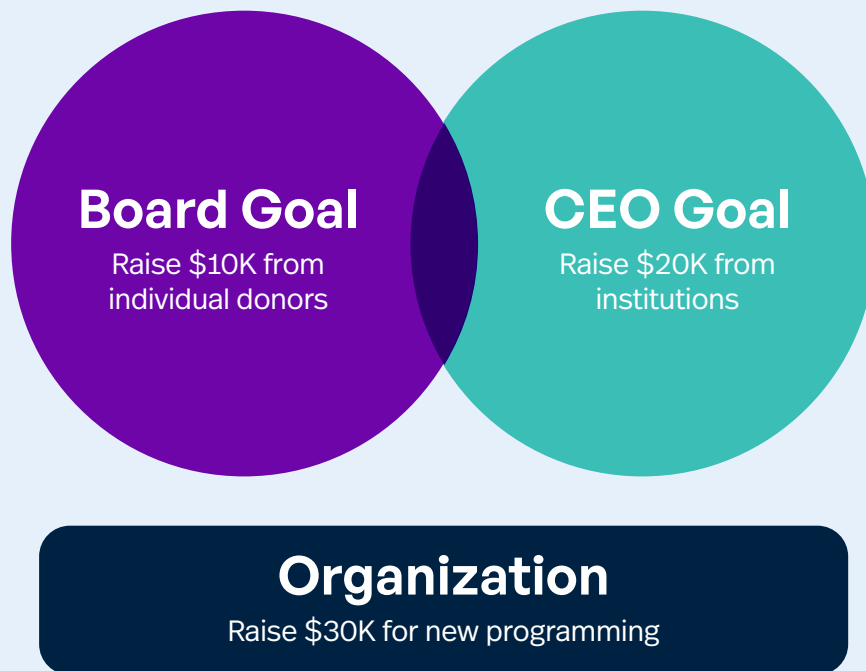 Board Goal
Raise $10K from
individual donors
CEO Goal
Raise $20K from
institutions
Organization
Raise $30K for new programming